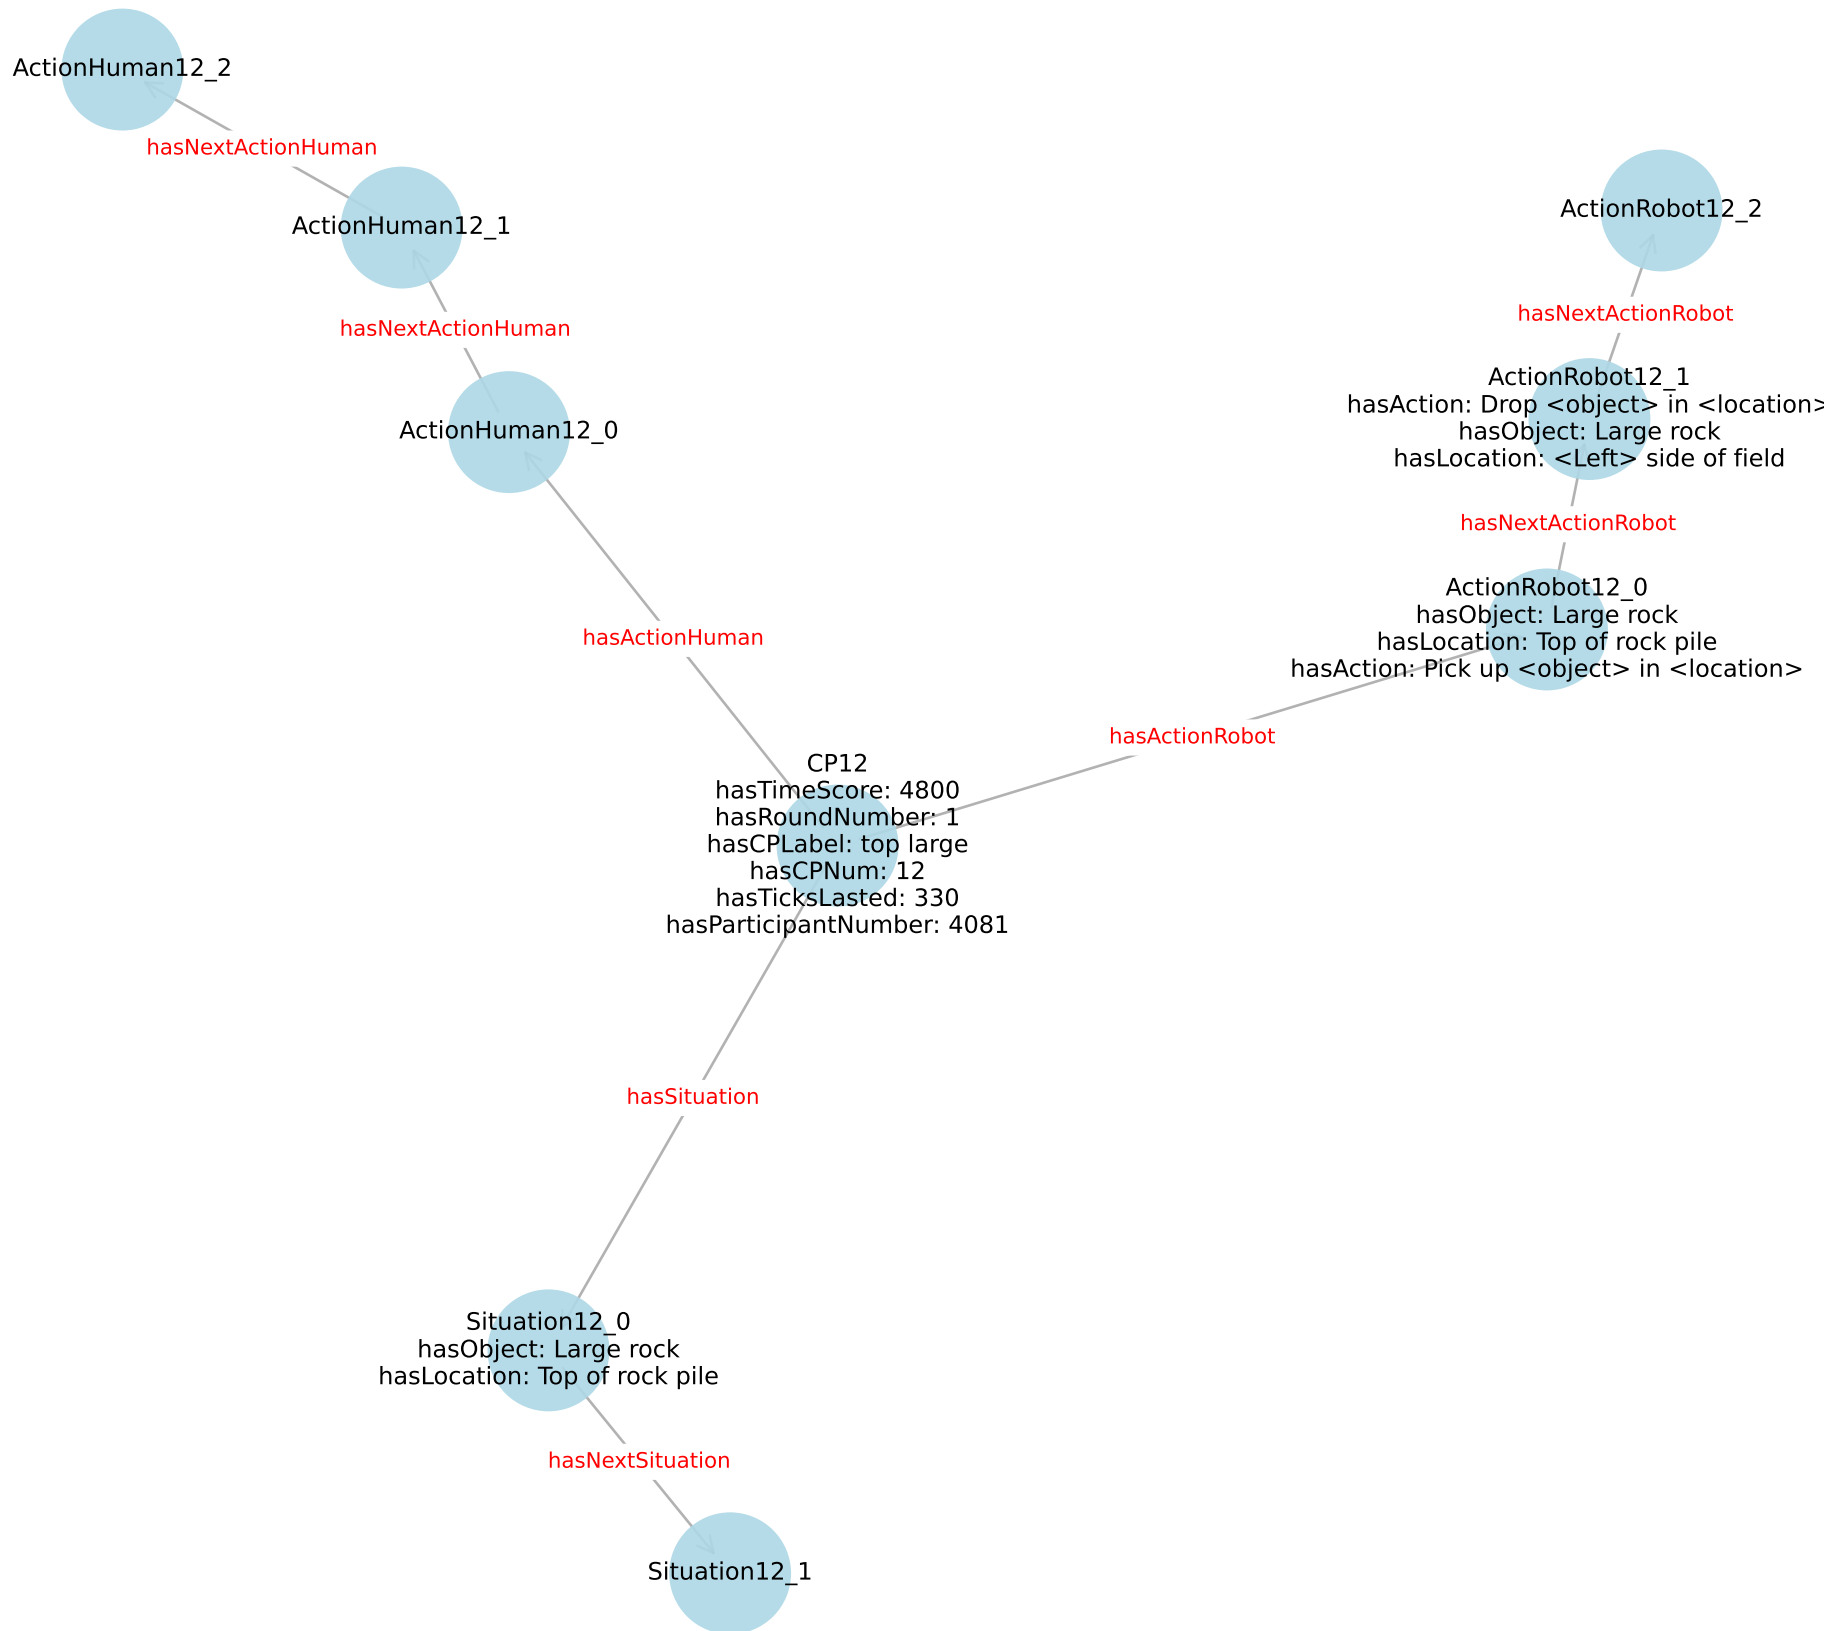 ActionHuman12_2
hasNextActionHuman
ActionHuman12_1
hasNextActionHuman
ActionHuman12_0
hasActionHuman
ActionRobot12_2
hasNextActionRobot
ActionRobot12_1
hasAction: Drop <object> in <location>
hasObject: Large rock
hasLocation: <Left> side of field
hasNextActionRobot
ActionRobot12_0
hasObject: Large rock
hasLocation: Top of rock pile
hasAction: Pick up <object> in <location>
hasActionRobot
CP12
hasTimeScore: 4800
hasRoundNumber: 1
hasCPLabel: top large
hasCPNum: 12
hasTicksLasted: 330
hasParticipantNumber: 4081
hasSituation
Situation12_0
hasObject: Large rock
hasLocation: Top of rock pile
hasNextSituation
Situation12_1